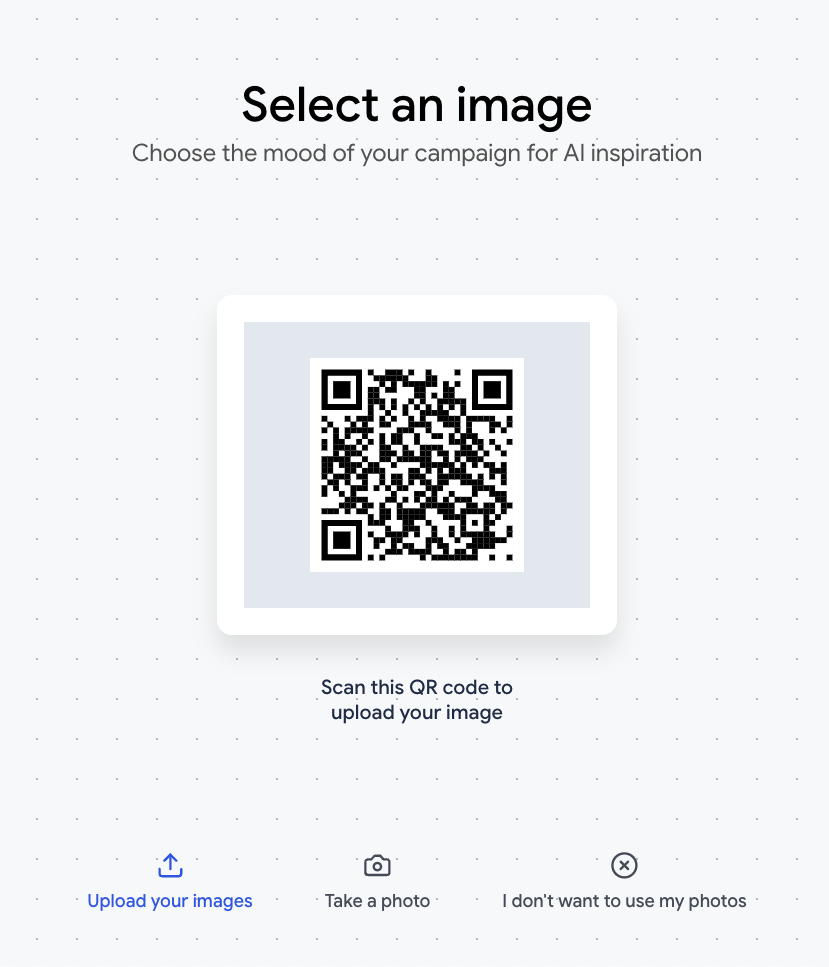 Select an image
Choose the mood of your campaign for AI inspiration
Scan this QR code to
upload your image
Upload your images
Take a photo
I don't want to use my photos